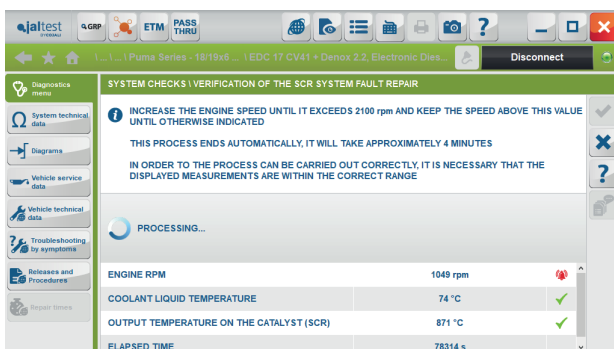 jaltest
GRP
ETM
PASS
THRU
\...\...\ Puma Series - 18/19x6 ... \ EDC 17 CV41 + Denox 2.2, Electronic Dies...
Disconnect
Diagnostics
menu
SYSTEM CHECKS \ VERIFICATION OF THE SCR SYSTEM FAULT REPAIR
System technical
data
Diagrams
Vehicle service
data
Vehicle technical
data
Troubleshooting
by symptoms
Releases and
Procedures
Repair times
INCREASE THE ENGINE SPEED UNTIL IT EXCEEDS 2100 rpm AND KEEP THE SPEED ABOVE THIS VALUE
UNTIL OTHERWISE INDICATED
THIS PROCESS ENDS AUTOMATICALLY, IT WILL TAKE APPROXIMATELY 4 MINUTES
IN ORDER TO THE PROCESS CAN BE CARRIED OUT CORRECTLY, IT IS NECESSARY THAT THE
DISPLAYED MEASUREMENTS ARE WITHIN THE CORRECT RANGE
PROCESSING...
ENGINE RPM 1049 rpm
COOLANT LIQUID TEMPERATURE 74 °C
OUTPUT TEMPERATURE ON THE CATALYST (SCR) 871 °C
ELAPSED TIME 78314 s